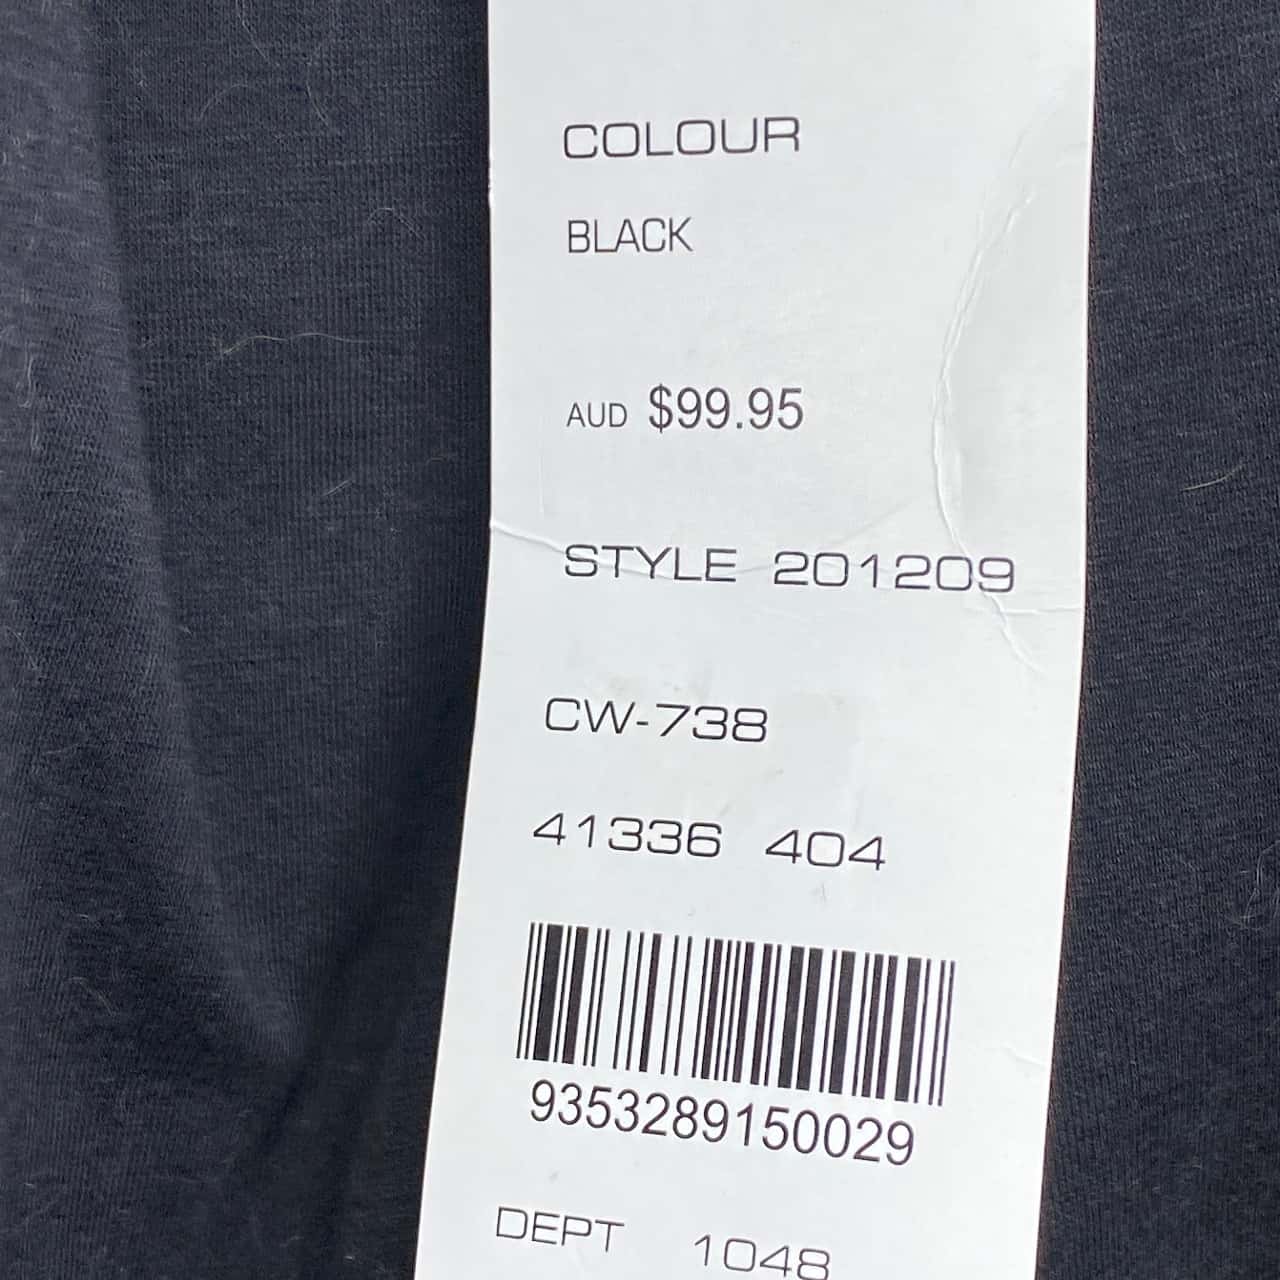 COLOUR
BLACK
AUD $99.95
STYLE 201209
CW-738
41336 404
9353289150029
DEPT 1048